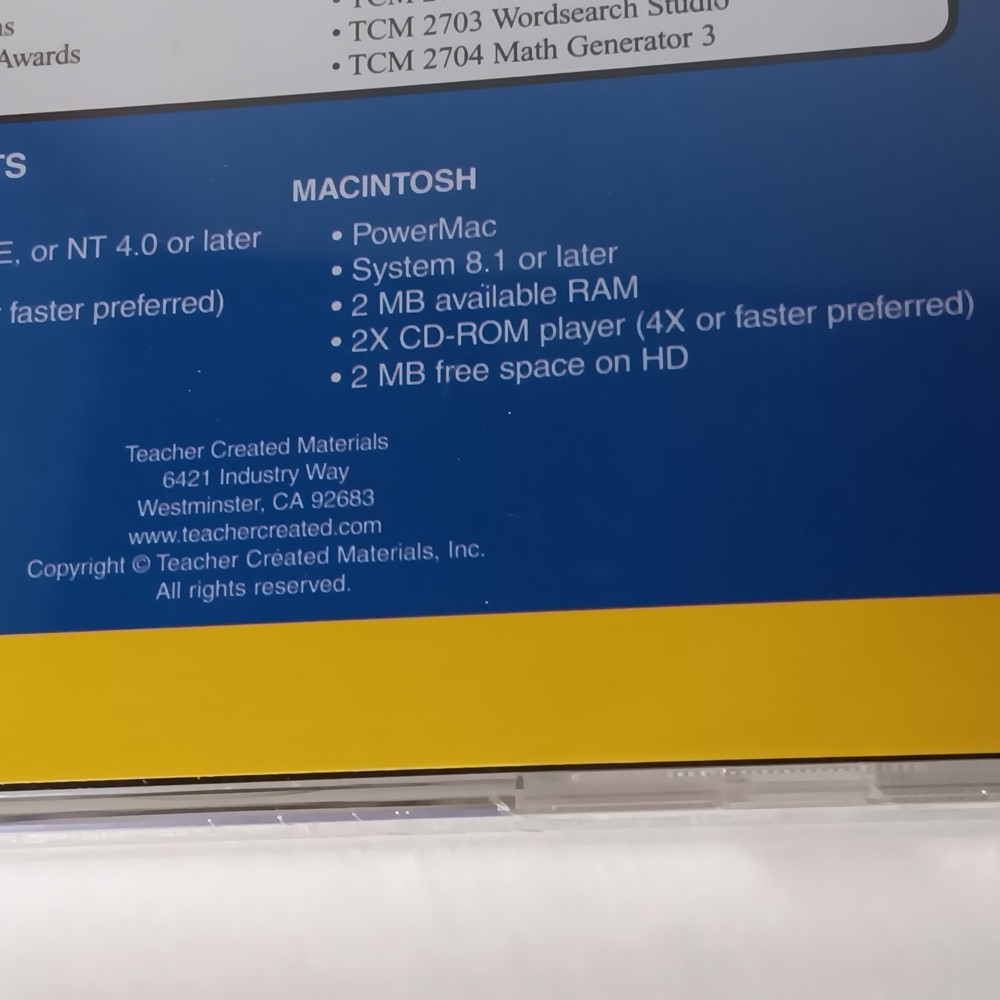 Awards
• TCM 2703 Wordsearch Studio
• TCM 2704 Math Generator 3
TS
E, or NT 4.0 or later
faster preferred)
MACINTOSH
• PowerMac
• System 8.1 or later
• 2 MB available RAM
• 2X CD-ROM player (4X or faster preferred)
• 2 MB free space on HD
Teacher Created Materials
6421 Industry Way
Westminster, CA 92683
www.teachercreated.com
Copyright © Teacher Created Materials, Inc.
All rights reserved.